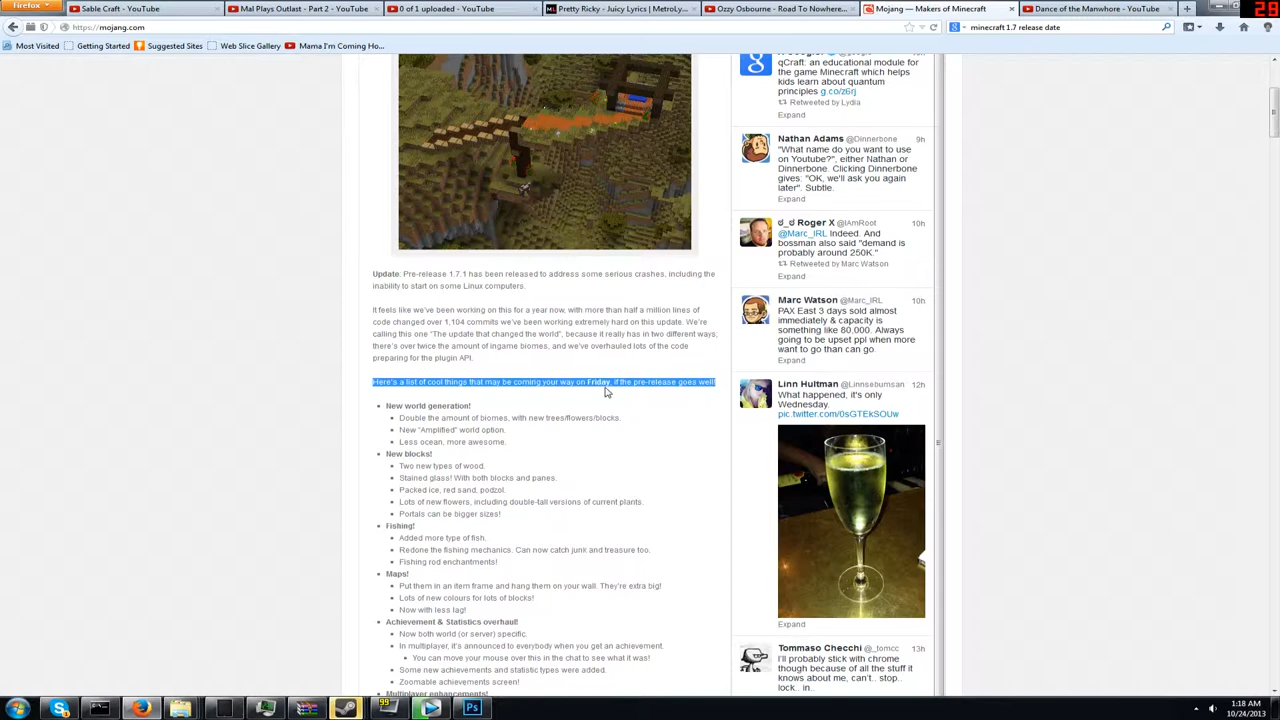 Firefox
Sable Craft - YouTube
Mal Plays Outlast - Part 2 - YouTube
0 of 1 uploaded - YouTube
Pretty Ricky - Juicy Lyrics | MetroLy...
Ozzy Osbourne - Road To Nowhere...
Mojang — Makers of Minecraft
Dance of the Manwhore - YouTube
28
https://mojang.com
minecraft 1.7 release date
Most Visited
Getting Started
Suggested Sites
Web Slice Gallery
Mama I'm Coming Ho...
Update: Pre-release 1.7.1 has been released to address some serious crashes, including the
inability to start on some Linux computers.
It feels like we've been working on this for a year now, with more than half a million lines of
code changed over 1,104 commits we've been working extremely hard on this update. We're
calling this one "The update that changed the world", because it really has in two different ways;
there's over twice the amount of ingame biomes, and we've overhauled lots of the code
preparing for the plugin API.
Here's a list of cool things that may be coming your way on Friday, if the pre-release goes well!
New world generation!
Double the amount of biomes, with new trees/flowers/blocks.
New "Amplified" world option.
Less ocean, more awesome.
New blocks!
Two new types of wood.
Stained glass! With both blocks and panes.
Packed ice, red sand, podzol.
Lots of new flowers, including double-tall versions of current plants.
Portals can be bigger sizes!
Fishing!
Added more type of fish.
Redone the fishing mechanics. Can now catch junk and treasure too.
Fishing rod enchantments!
Maps!
Put them in an item frame and hang them on your wall. They're extra big!
Lots of new colours for lots of blocks!
Now with less lag!
Achievement & Statistics overhaul!
Now both world (or server) specific.
In multiplayer, it's announced to everybody when you get an achievement.
You can move your mouse over this in the chat to see what it was!
Some new achievements and statistic types were added.
Zoomable achievements screen!
Multiplayer enhancements!
qCraft: an educational module for
the game Minecraft which helps
kids learn about quantum
principles g.co/z6rj
Retweeted by Lydia
Expand
Nathan Adams @Dinnerbone 9h
"What name do you want to use
on Youtube?", either Nathan or
Dinnerbone. Clicking Dinnerbone
gives: "OK, we'll ask you again
later". Subtle.
Expand
ಠ_ಠ Roger X @IAmRoot 10h
@Marc_IRL Indeed. And
bossman also said "demand is
probably around 250K."
Retweeted by Marc Watson
Expand
Marc Watson @Marc_IRL 10h
PAX East 3 days sold almost
immediately & capacity is
something like 80,000. Always
going to be upset ppl when more
want to go than can go
Expand
Linn Hultman @Linnsebumsan 12h
What happened, it's only
Wednesday.
pic.twitter.com/0sGTEkSOUw
Expand
Tommaso Checchi @_tomcc 13h
I'll probably stick with chrome
though because of all the stuff it
knows about me, can't.. stop..
lock.. in..
99
Ps
1:18 AM
10/24/2013